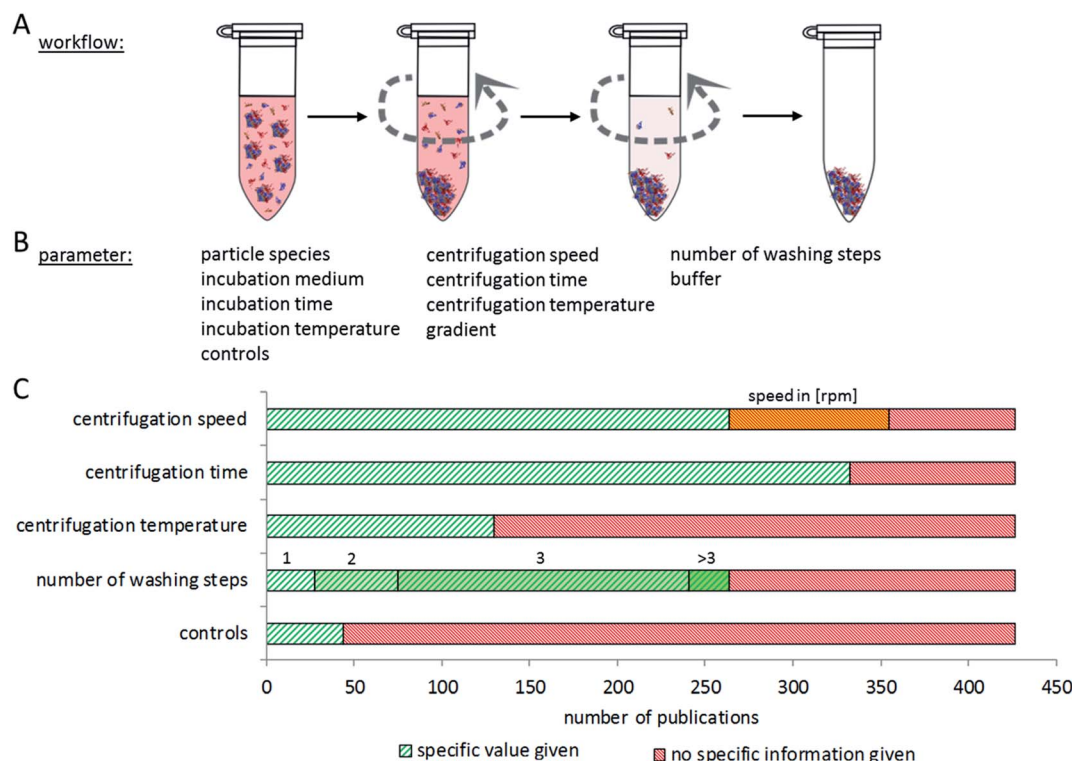 A
workflow:
B
parameter:
particle species
incubation medium
incubation time
incubation temperature
controls
centrifugation speed
centrifugation time
centrifugation temperature
gradient
number of washing steps
buffer
C
speed in [rpm]
centrifugation speed
centrifugation time
centrifugation temperature
1 2 3 >3
number of washing steps
controls
0 50 100 150 200 250 300 350 400 450
number of publications
specific value given no specific information given